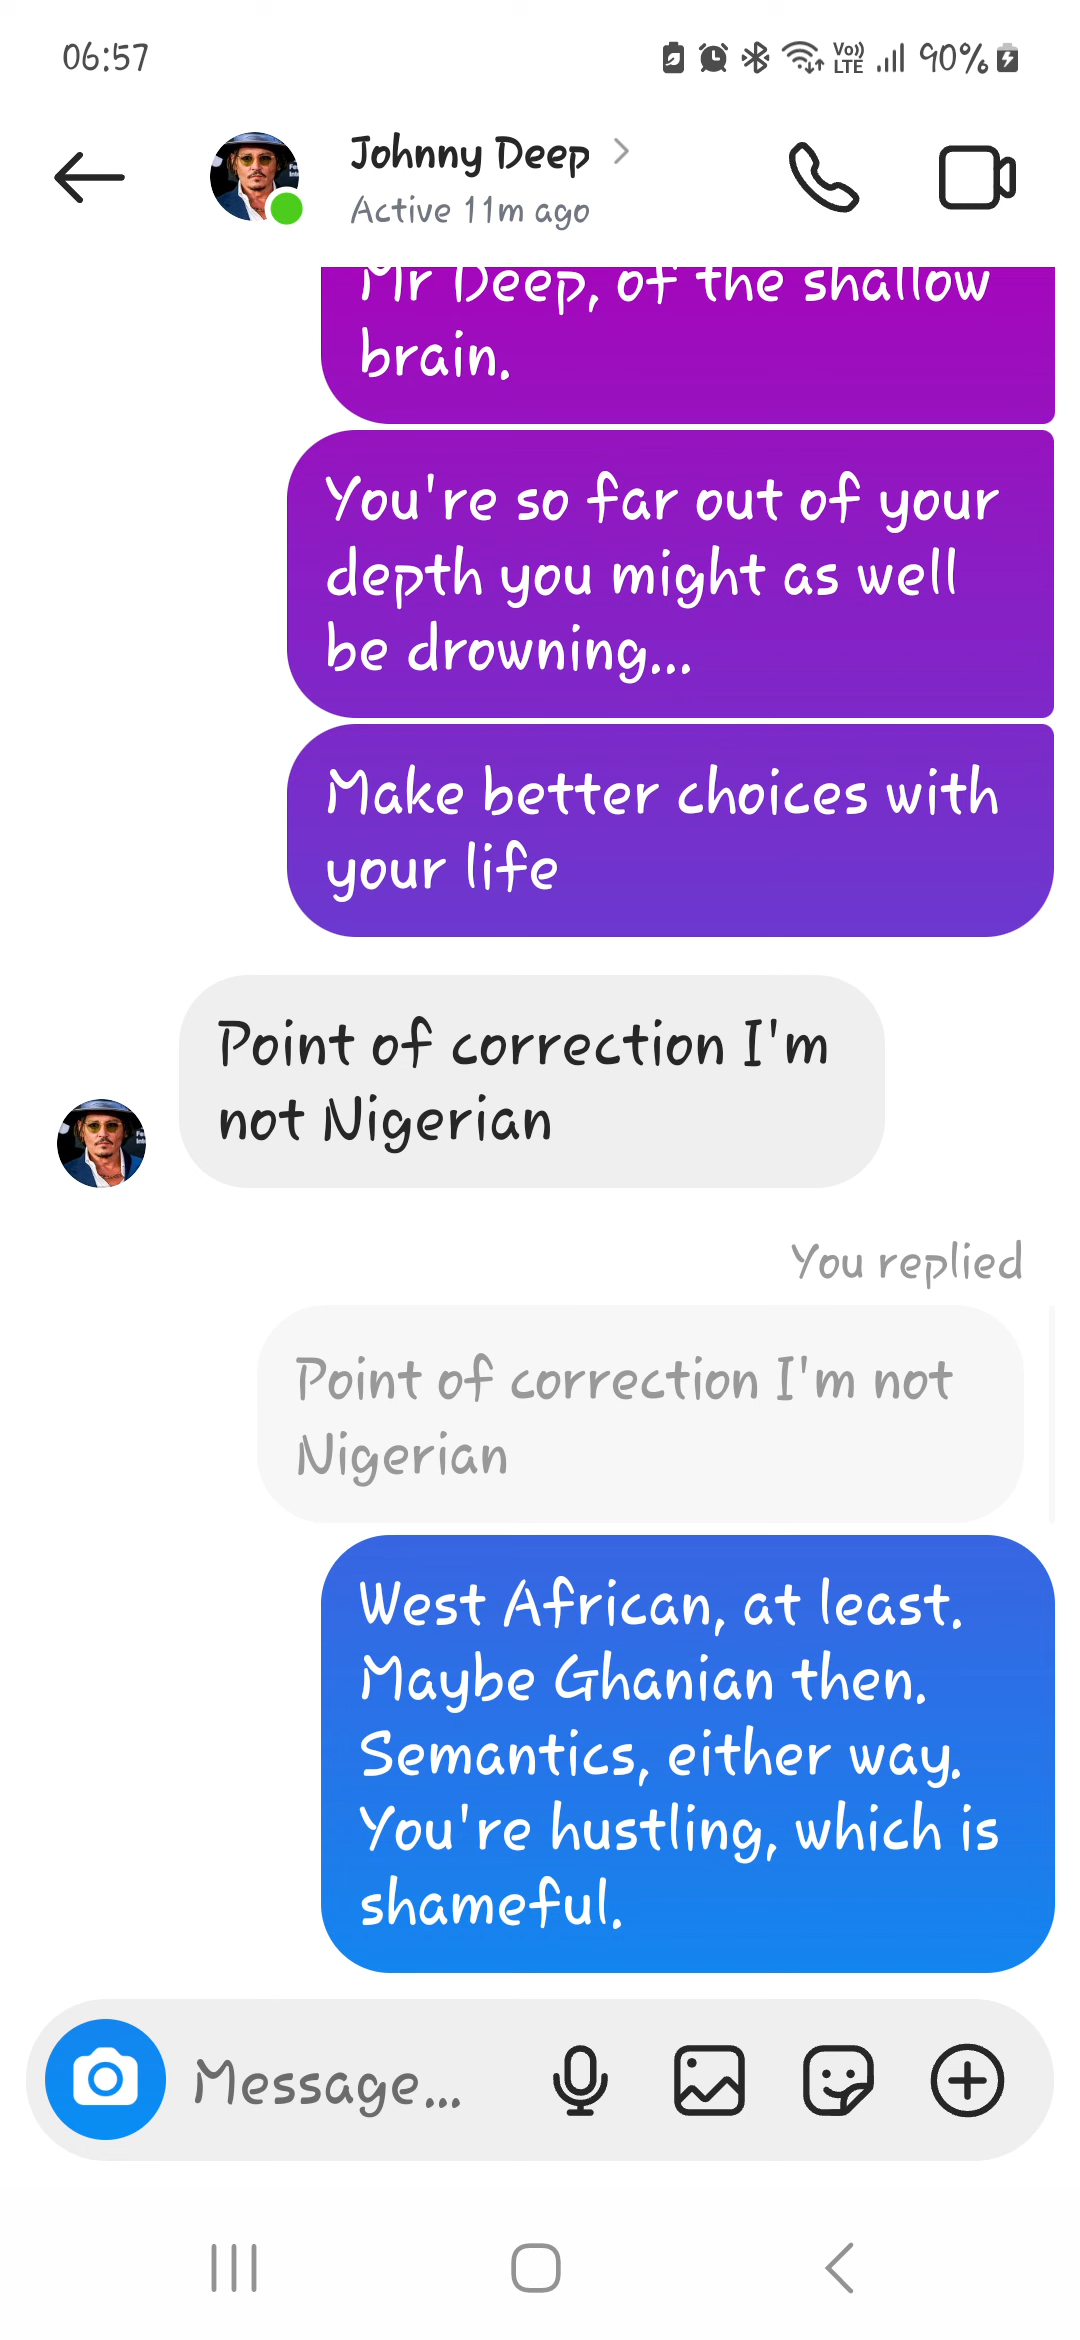 06:57
Vo)) LTE 90%
Johnny Deep
Active 11m ago
Mr Deep, of the shallow
brain.
You're so far out of your
depth you might as well
be drowning...
Make better choices with
your life
Point of correction I'm
not Nigerian
You replied
Point of correction I'm not
Nigerian
West African, at least.
Maybe Ghanian then.
Semantics, either way.
You're hustling, which is
shameful.
Message...